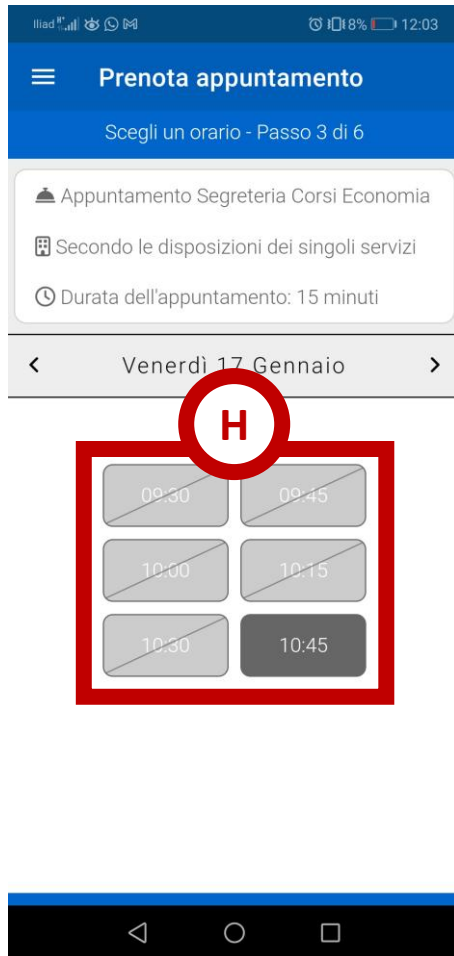 Iliad 8% 12:03
Prenota appuntamento
Scegli un orario - Passo 3 di 6
Appuntamento Segreteria Corsi Economia
Secondo le disposizioni dei singoli servizi
Durata dell'appuntamento: 15 minuti
< Venerdì 17 Gennaio >
H
09:30 09:45
10:00 10:15
10:30 10:45